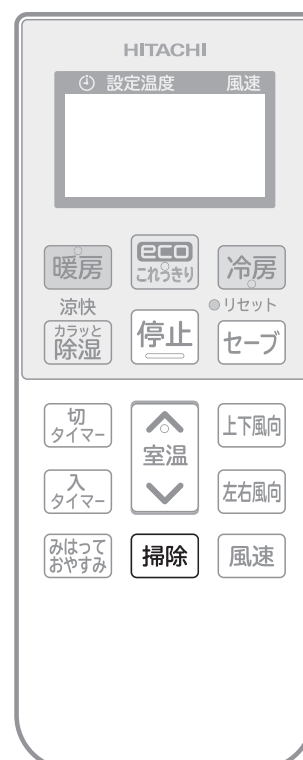 HITACHI
設定温度 風速
eco
暖房 これっきり 冷房
涼快 リセット
カラッと
除湿 停止 セーブ
切
タイマー 上下風向
室温
入
タイマー 左右風向
みはって
おやすみ 掃除 風速